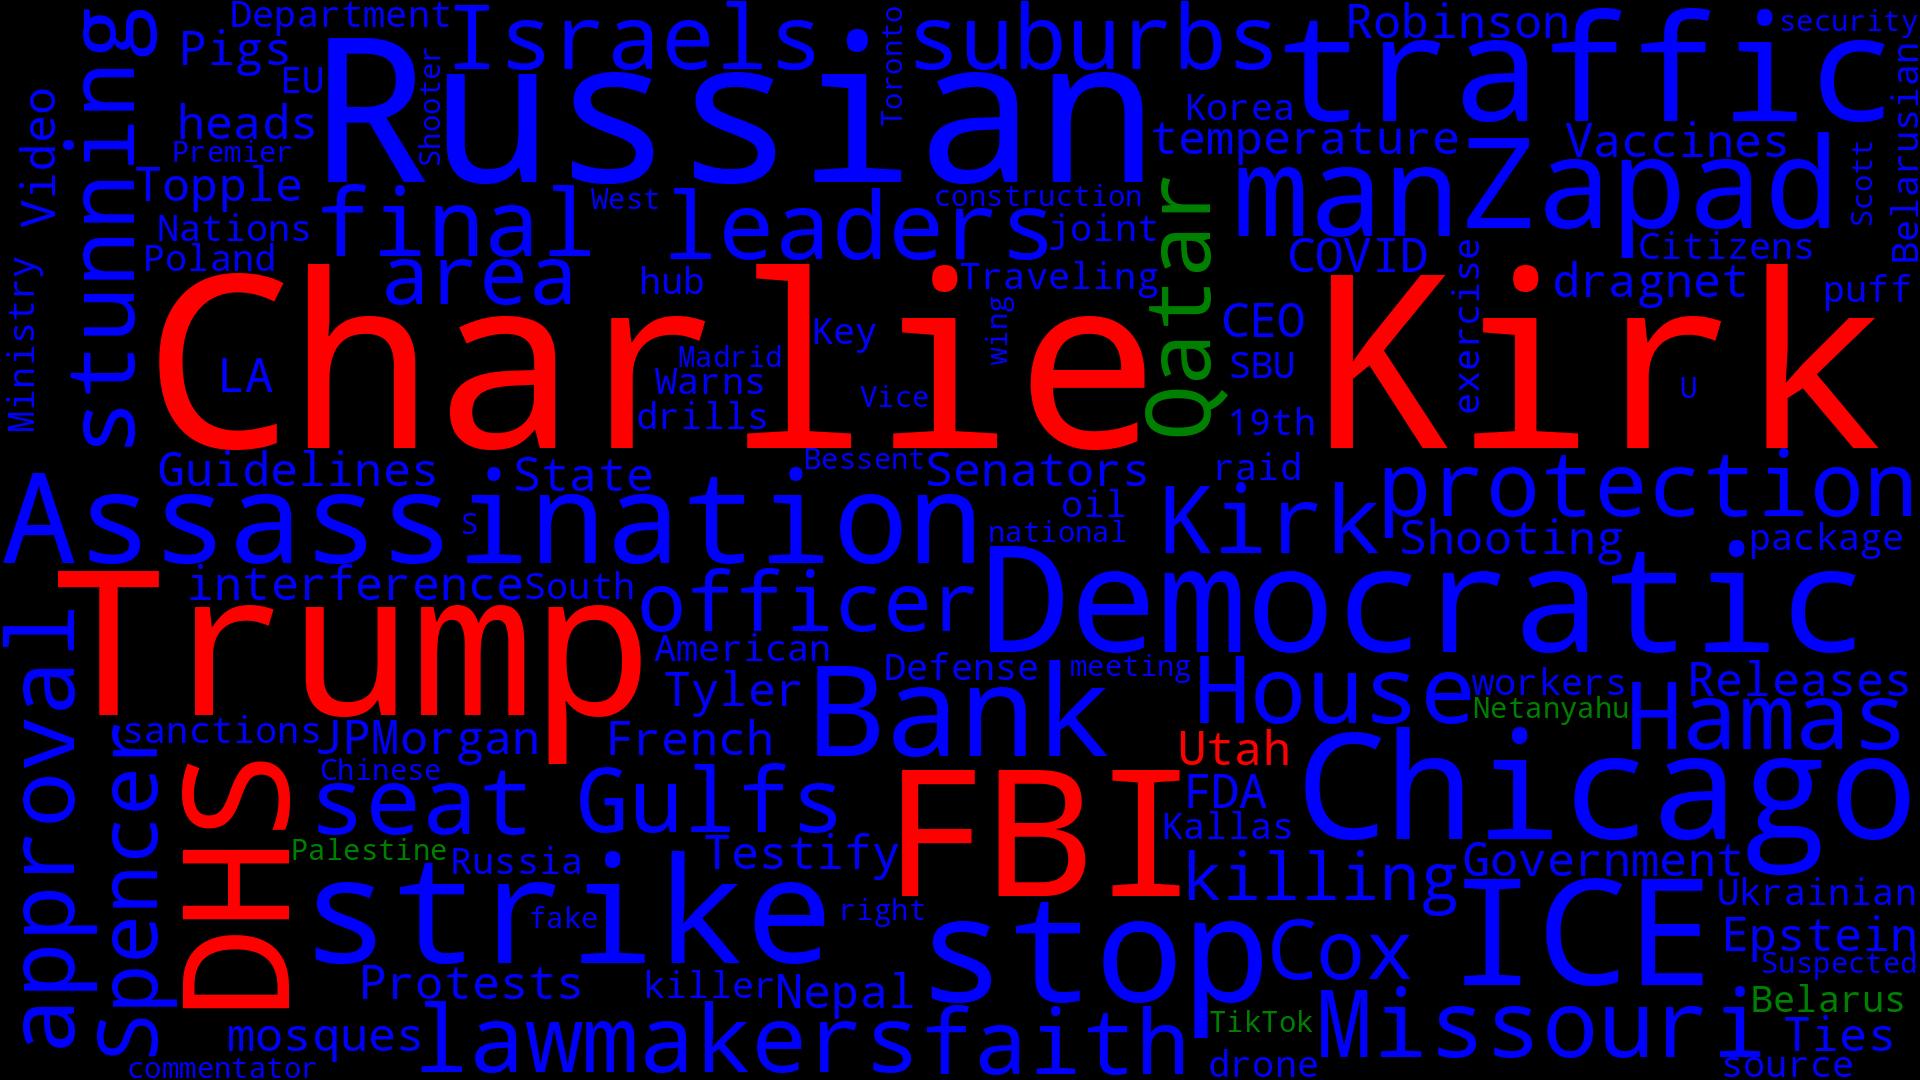 Department
Israels
Toronto
suburbs
Robinson
traffic
security
stunning
Pigs
EU
Russian
Shooter
Korea
Video
heads
Premier
temperature
Vaccines
Belarusian
Topple
man
Zapad
Scott
Nations
final
West
leaders
construction
joint
Qatar
COVID
Citizens
Poland
area
hub
Traveling
exercise
dragnet
puff
Ministry
Charlie
Kirk
Key
wing
CEO
LA
Madrid
Warns
Vice
SBU
U
drills
19th
Guidelines
State
Bessent
Senators
raid
protection
Assassination
S
oil
national
Kirk
Shooting
package
Trump
interference
South
officer
Democratic
approval
American
Tyler
Defense
meeting
Bank
House
workers
Netanyahu
Releases
Hamas
sanctions
JPMorgan
French
Utah
Chicago
Spencer
DHS
Chinese
seat
Gulfs
FBI
FDA
Kallas
Palestine
Russia
Testify
killing
Government
strike
fake
right
stop
Cox
ICE
Ukrainian
Epstein
Suspected
Protests
killer
Nepal
Belarus
mosques
lawmakers
faith
TikTok
Missouri
Ties
commentator
drone
source